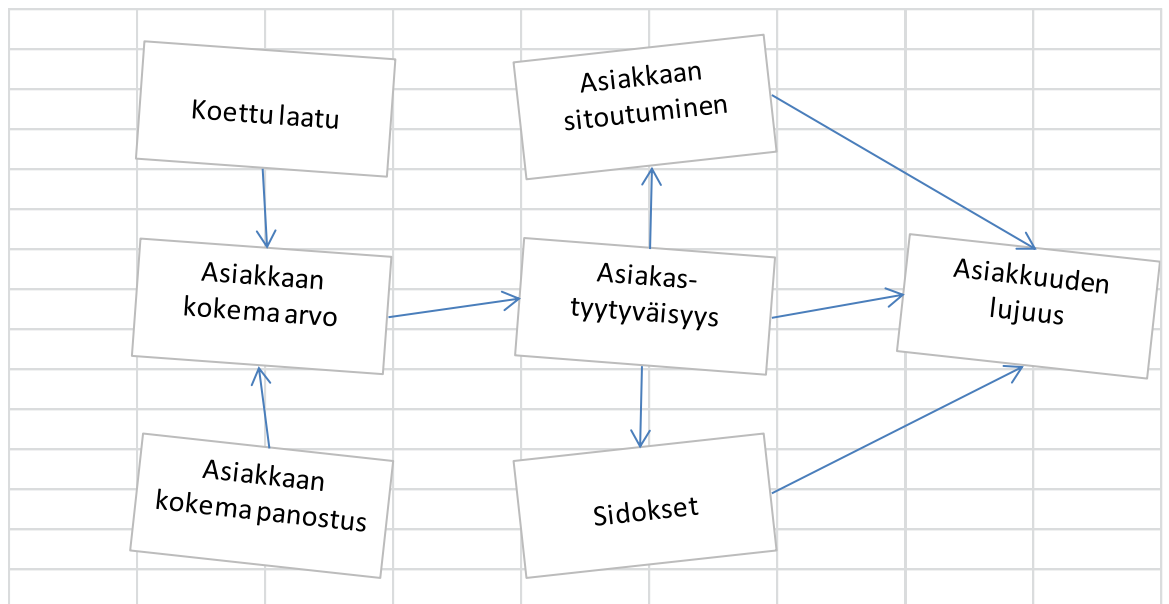 Koettu laatu
Asiakkaan
sitoutuminen
Asiakkaan
kokema arvo
Asiakas-
tyytyväisyys
Asiakkuuden
lujuus
Asiakkaan
kokema panostus
Sidokset